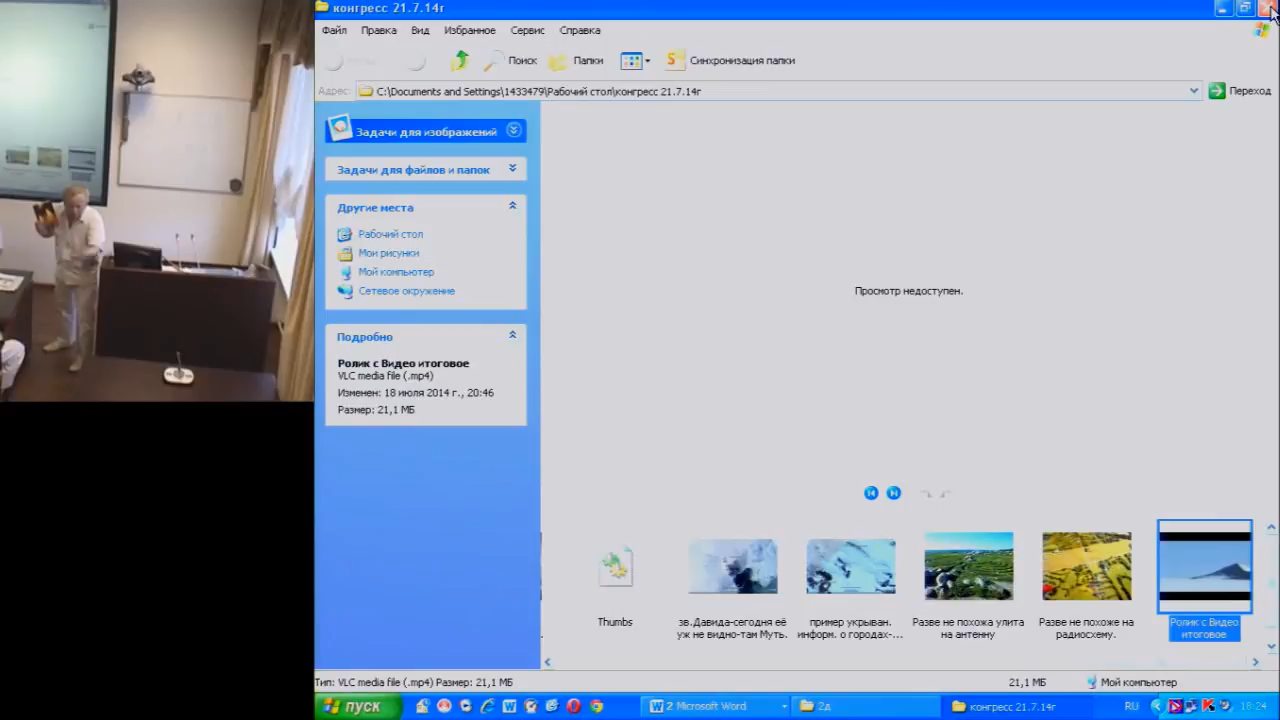 конгресс 21.7.14г
Файл Правка Вид Избранное Сервис Справка
Поиск Папки Синхронизация папки
Адрес: C:\Documents and Settings\1433479\Рабочий стол\конгресс 21.7.14г Переход
Задачи для изображений
Задачи для файлов и папок
Другие места
Рабочий стол
Мои рисунки
Мой компьютер
Сетевое окружение
Подробно
Ролик с Видео итоговое
VLC media file (.mp4)
Изменен: 18 июля 2014 г., 20:46
Размер: 21,1 МБ
Просмотр недоступен.
Thumbs
зв.Давида-сегодня её
уж не видно-там Муть.
пример укрыван.
информ. о городах-...
Разве не похожа улита
на антенну
Разве не похоже на
радиосхему.
Ролик с Видео
итоговое
Тип: VLC media file (.mp4) Размер: 21,1 МБ 21,1 МБ Мой компьютер
пуск 2 Microsoft Word 2д конгресс 21.7.14г RU 18:24